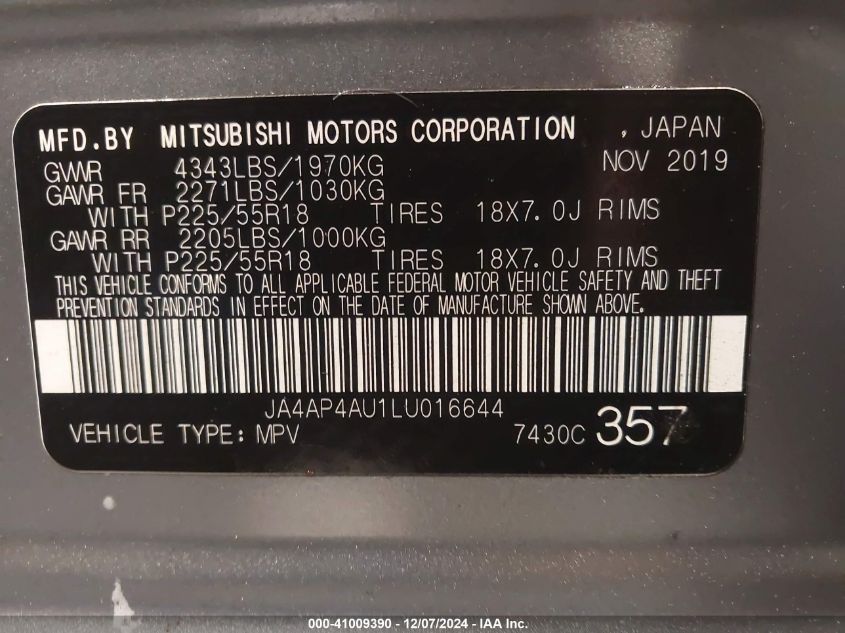 MFD.BY MITSUBISHI MOTORS CORPORATION , JAPAN
GVWR 4343LBS/1970KG NOV 2019
GAWR FR 2271LBS/1030KG
WITH P225/55R18 TIRES 18X7.0J RIMS
GAWR RR 2205LBS/1000KG
WITH P225/55R18 TIRES 18X7.0J RIMS
THIS VEHICLE CONFORMS TO ALL APPLICABLE FEDERAL MOTOR VEHICLE SAFETY AND THEFT
PREVENTION STANDARDS IN EFFECT ON THE DATE OF MANUFACTURE SHOWN ABOVE.
JA4AP4AU1LU016644
VEHICLE TYPE: MPV 7430C 357
000-41009390 - 12/07/2024 - IAA Inc.